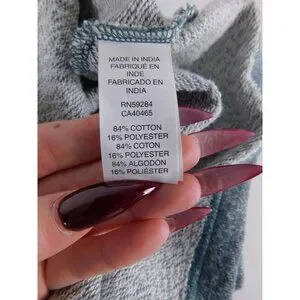 MADE IN INDIA
FABRIQUÉ EN
INDE
FABRICADO EN
INDIA
RN59284
CA40465
84% COTTON
16% POLYESTER
84% COTON
16% POLYESTER
84% ALGODÓN
16% POLIÉSTER